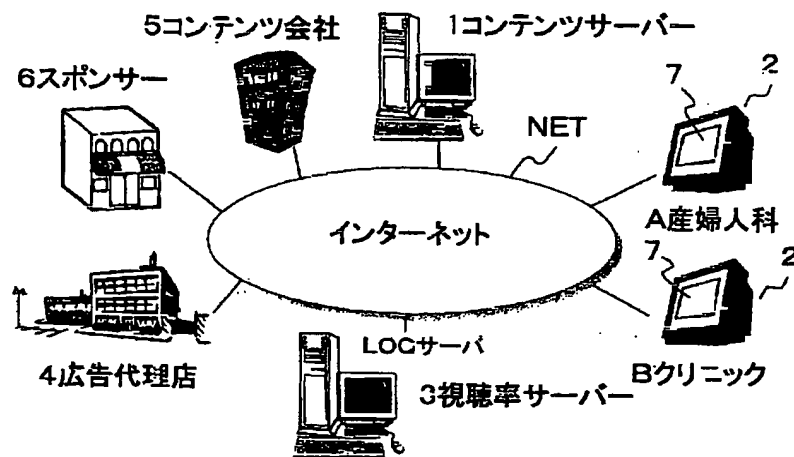 5コンテンツ会社
1コンテンツサーバー
6スポンサー
7
2
NET
A産婦人科
インターネット
7
2
LOGサーバ
Bクリニック
4広告代理店
3視聴率サーバー